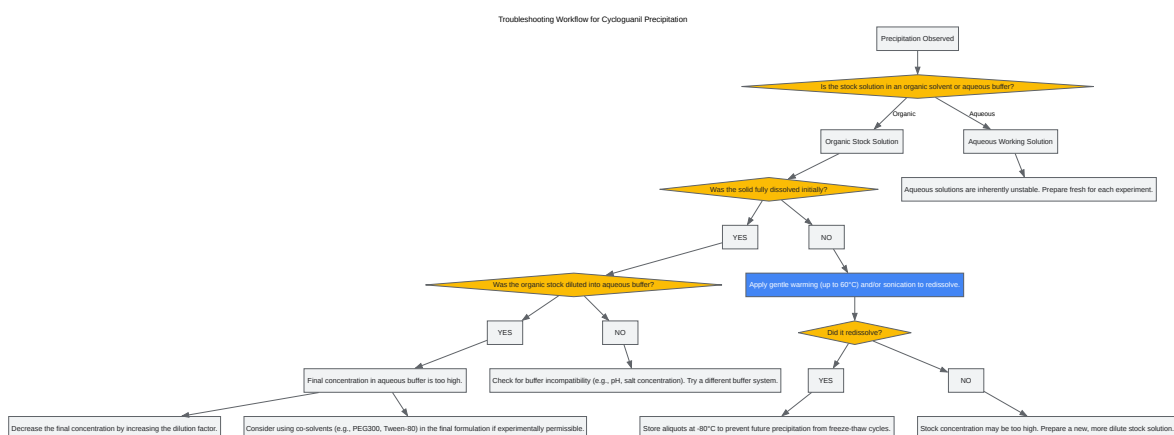 Troubleshooting Workflow for Cycloguanil Precipitation
Precipitation Observed
Is the stock solution in an organic solvent or aqueous buffer?
Organic
Aqueous
Organic Stock Solution
Aqueous Working Solution
Was the solid fully dissolved initially?
Aqueous solutions are inherently unstable. Prepare fresh for each experiment.
YES
NO
Was the organic stock diluted into aqueous buffer?
Apply gentle warming (up to 60°C) and/or sonication to redissolve.
YES
NO
Did it redissolve?
Final concentration in aqueous buffer is too high.
Check for buffer incompatibility (e.g., pH, salt concentration). Try a different buffer system.
YES
NO
Decrease the final concentration by increasing the dilution factor.
Consider using co-solvents (e.g., PEG300, Tween-80) in the final formulation if experimentally permissible.
Store aliquots at -80°C to prevent future precipitation from freeze-thaw cycles.
Stock concentration may be too high. Prepare a new, more dilute stock solution.